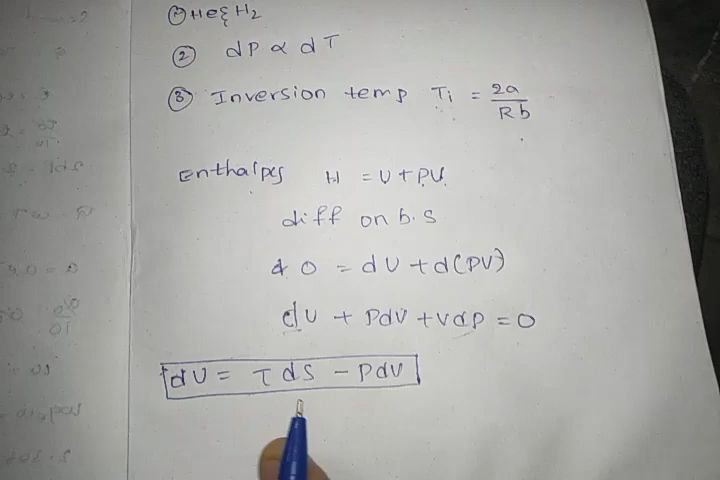 ① He & H2
② dP ∝ dT
③ Inversion temp Ti = 2a/Rb
Enthalpy H = U + PV
diff on b.s
0 = dU + d(PV)
dU + PdV + VdP = 0
dU = TdS - PdV